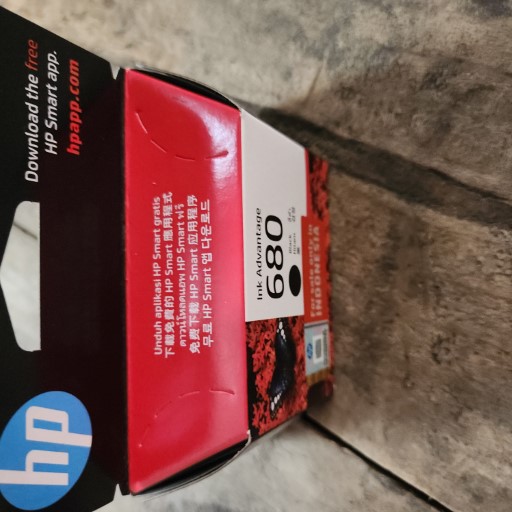 hp
Download the free
HP Smart app.
hpapp.com
Unduh aplikasi HP Smart gratis
下載免費的 HP Smart 應用程式
ดาวน์โหลดแอพ HP Smart ฟรี
免费下载 HP Smart 应用程序
무료 HP Smart 앱 다운로드
Ink Advantage
680
Black
Hitam
黑
For sale only in
INDONESIA